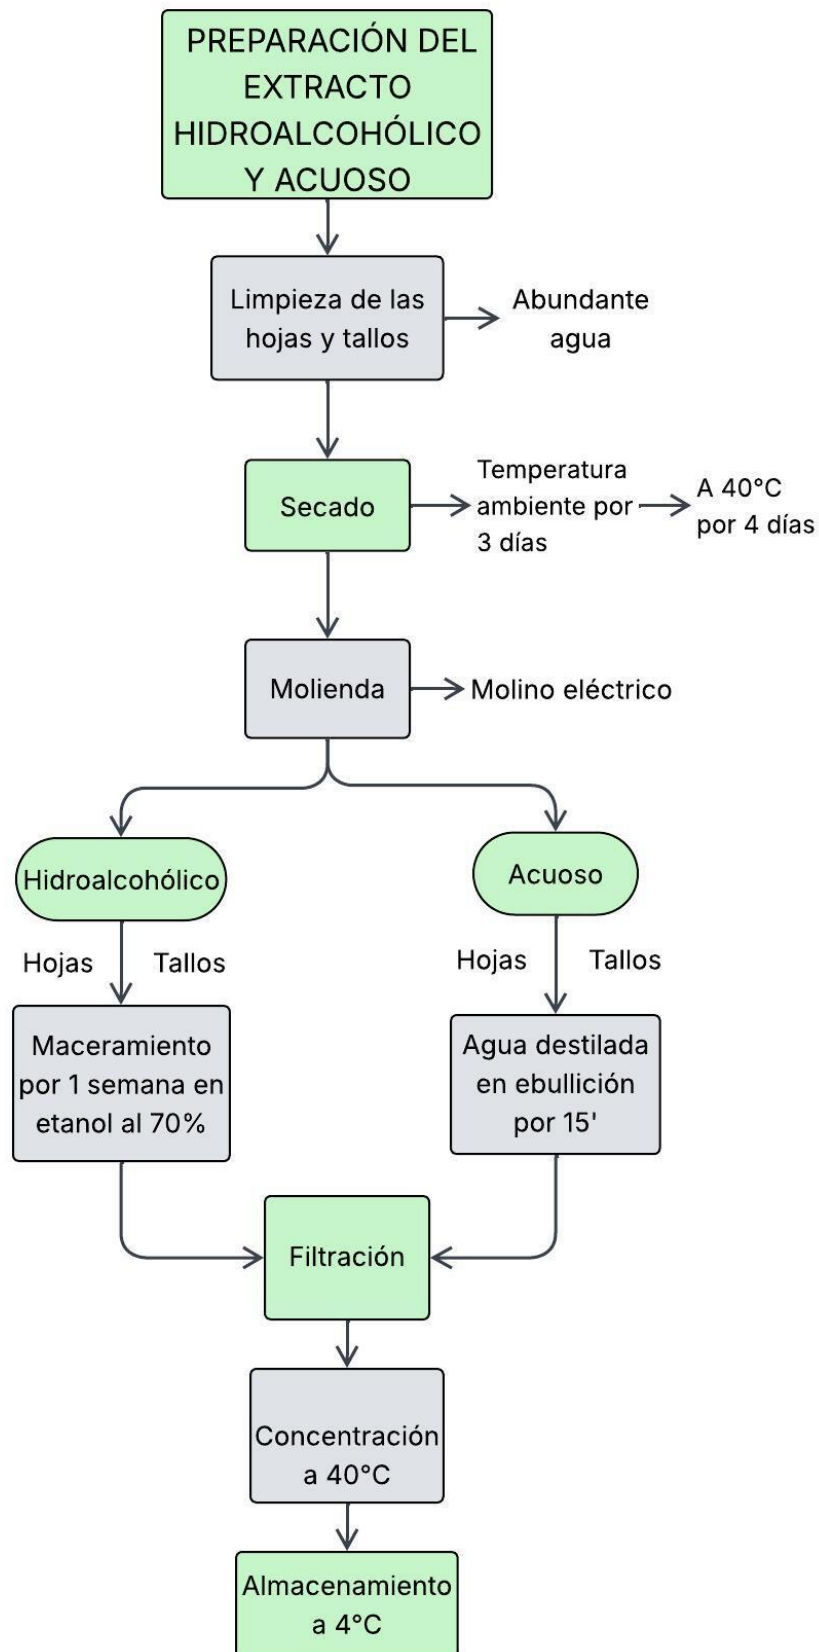 PREPARACIÓN DEL
EXTRACTO
HIDROALCOHÓLICO
Y ACUOSO
Limpieza de las
hojas y tallos
Abundante
agua
Secado
Temperatura
ambiente por
3 días
A 40°C
por 4 días
Molienda
Molino eléctrico
Hidroalcohólico
Acuoso
Hojas
Tallos
Hojas
Tallos
Maceramiento
por 1 semana en
etanol al 70%
Agua destilada
en ebullición
por 15'
Filtración
Concentración
a 40°C
Almacenamiento
a 4°C